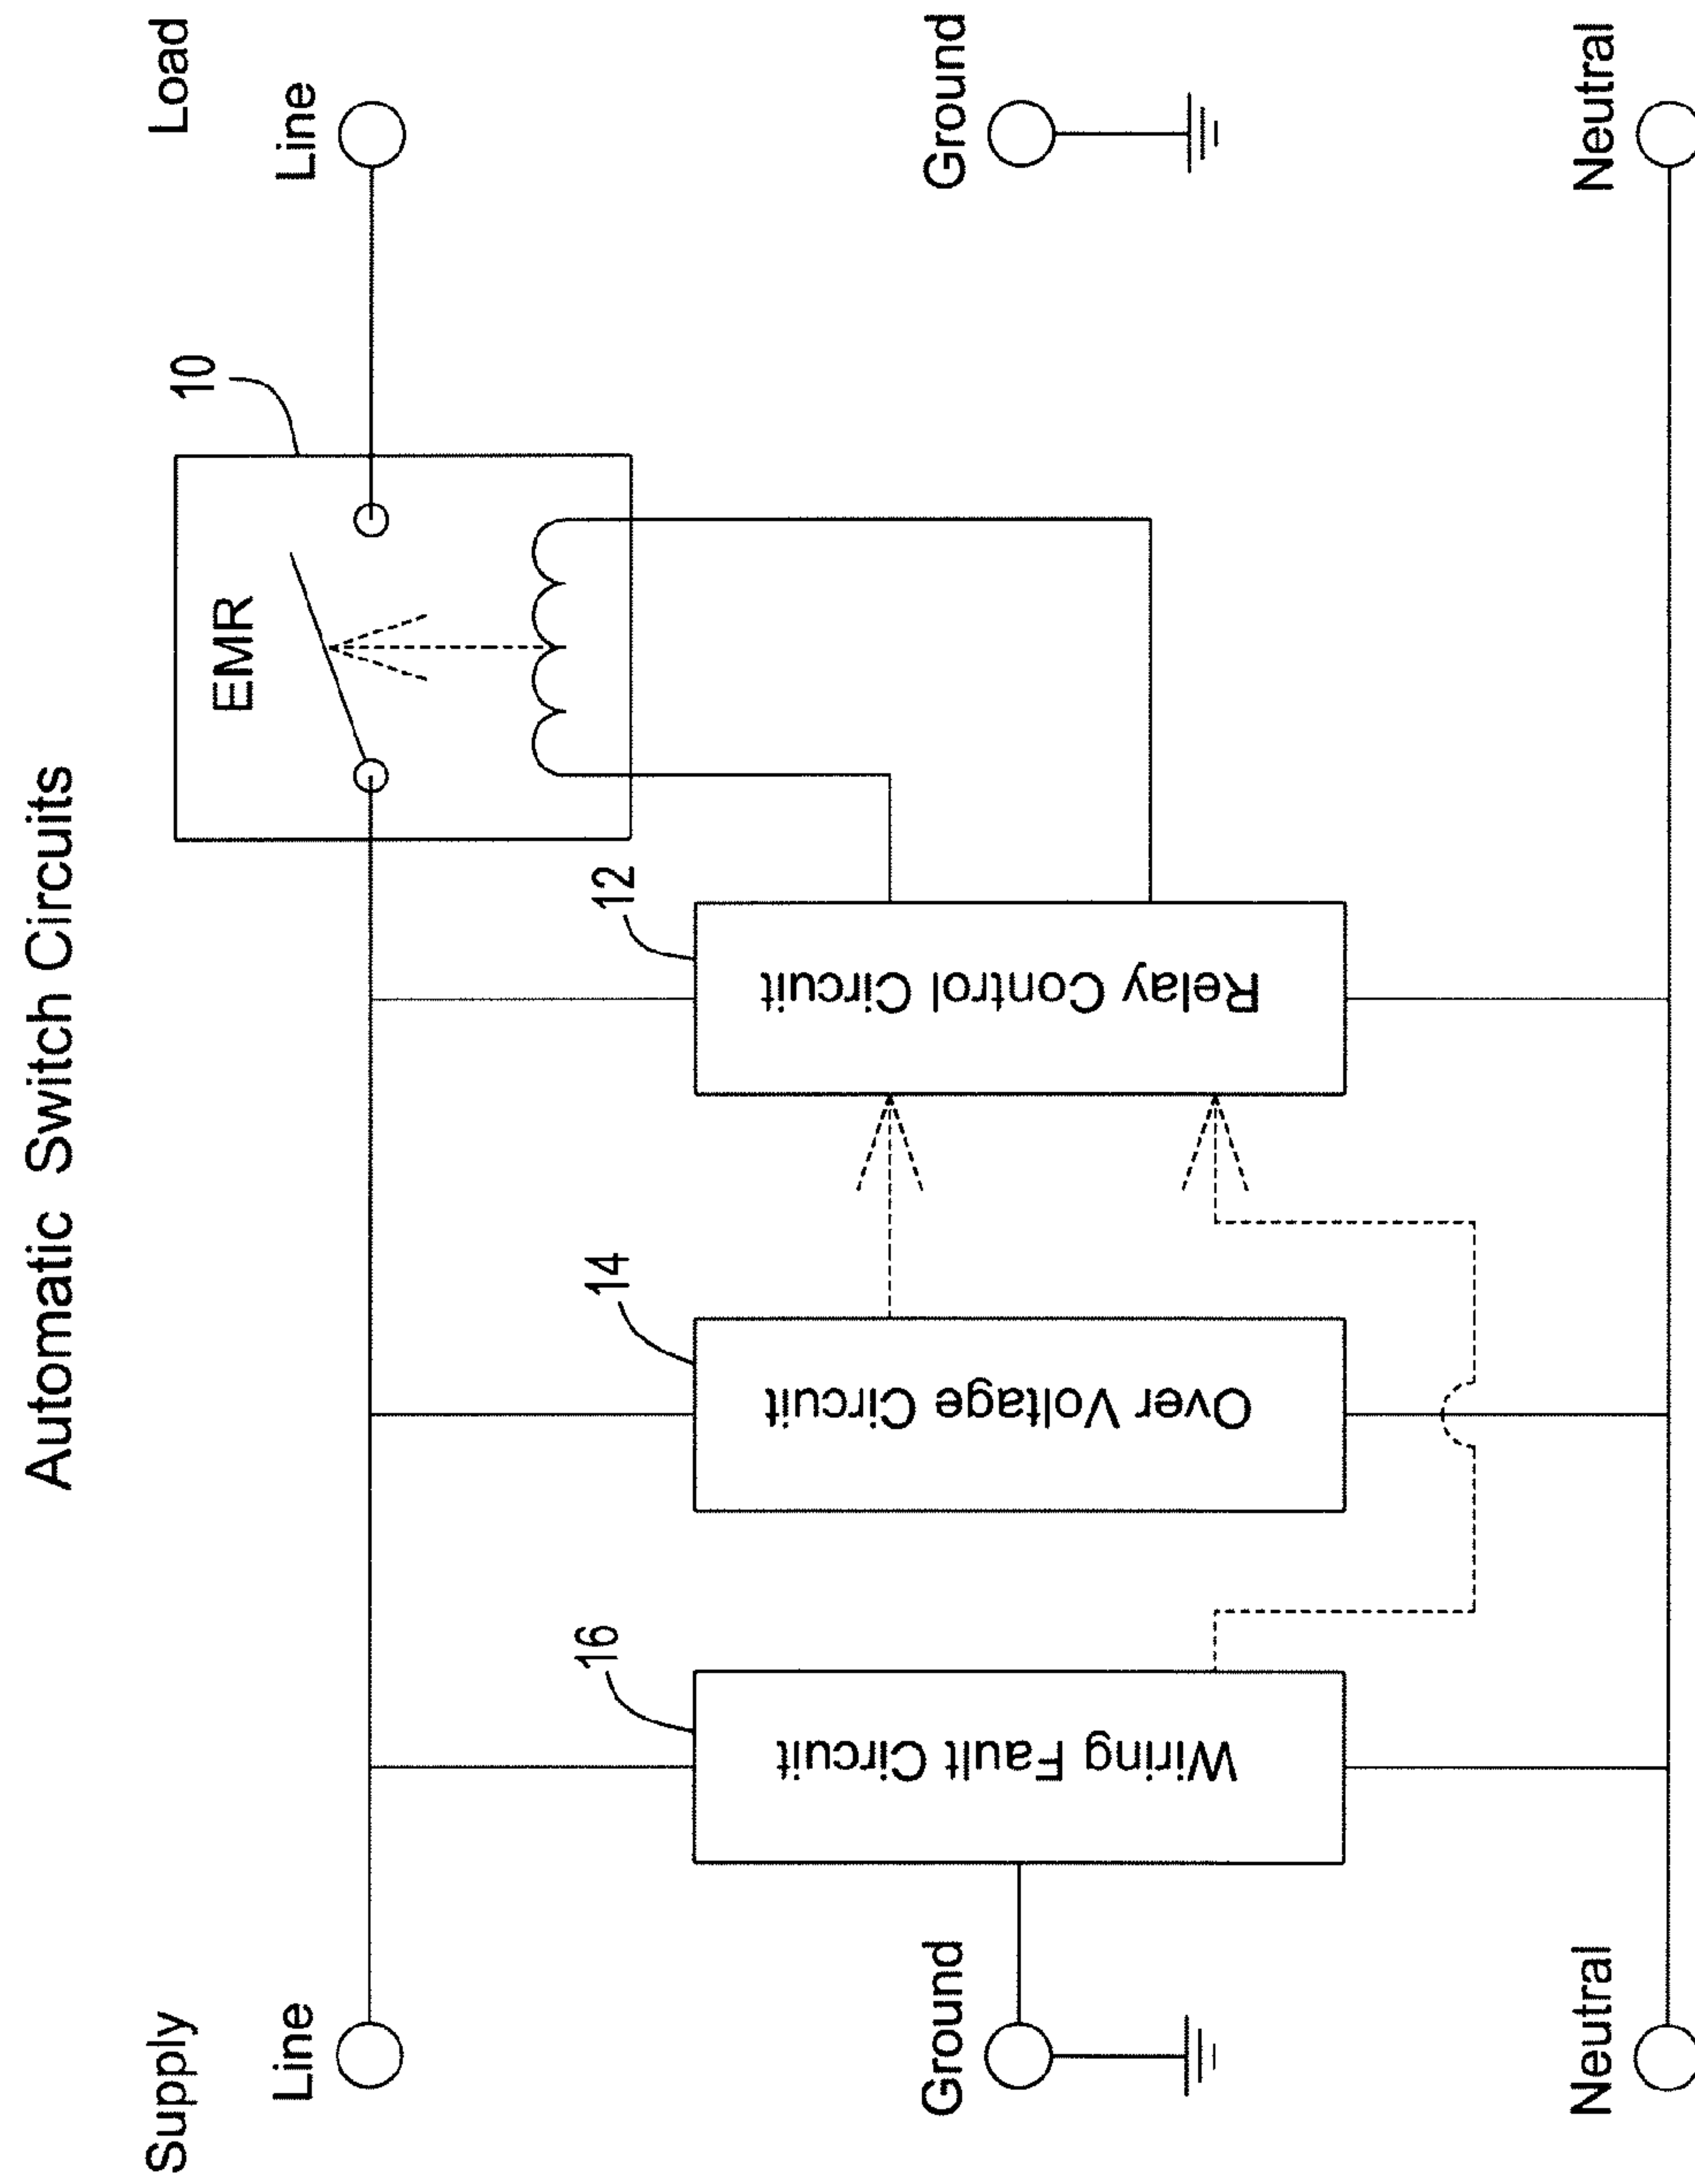 Automatic Switch Circuits
Supply
Load
Line
Line
10
EMR
16
14
12
Wiring Fault Circuit
Over Voltage Circuit
Relay Control Circuit
Ground
Ground
Neutral
Neutral